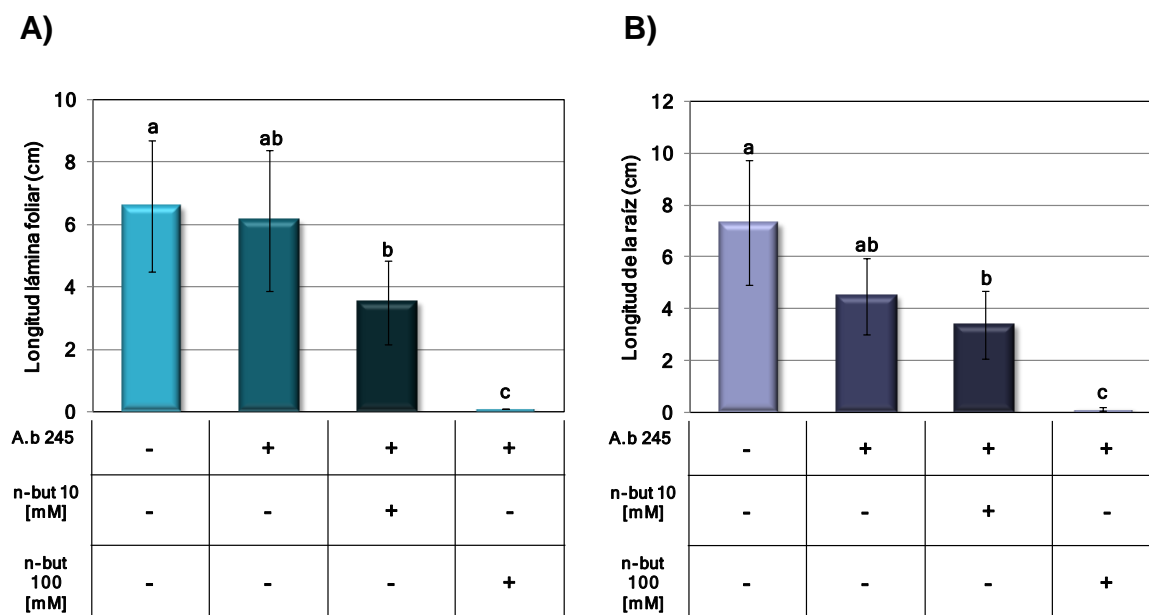 A)
Longitud lámina foliar (cm)
10
8
6
4
2
0
a
ab
b
c
A.b 245
- + + +
n-but 10
[mM]
- - + -
n-but
100
[mM]
- - - +
B)
Longitud de la raíz (cm)
12
10
8
6
4
2
0
a
ab
b
c
A.b 245
- + + +
n-but 10
[mM]
- - + -
n-but
100
[mM]
- - - +